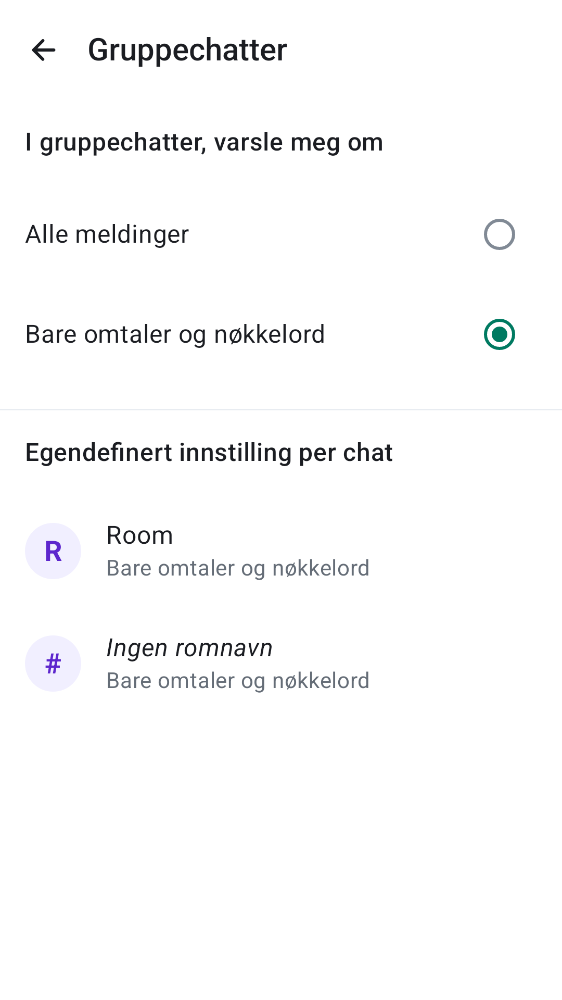 Gruppechatter
I gruppechatter, varsle meg om
Alle meldinger
Bare omtaler og nøkkelord
Egendefinert innstilling per chat
R
Room
Bare omtaler og nøkkelord
#
Ingen romnavn
Bare omtaler og nøkkelord